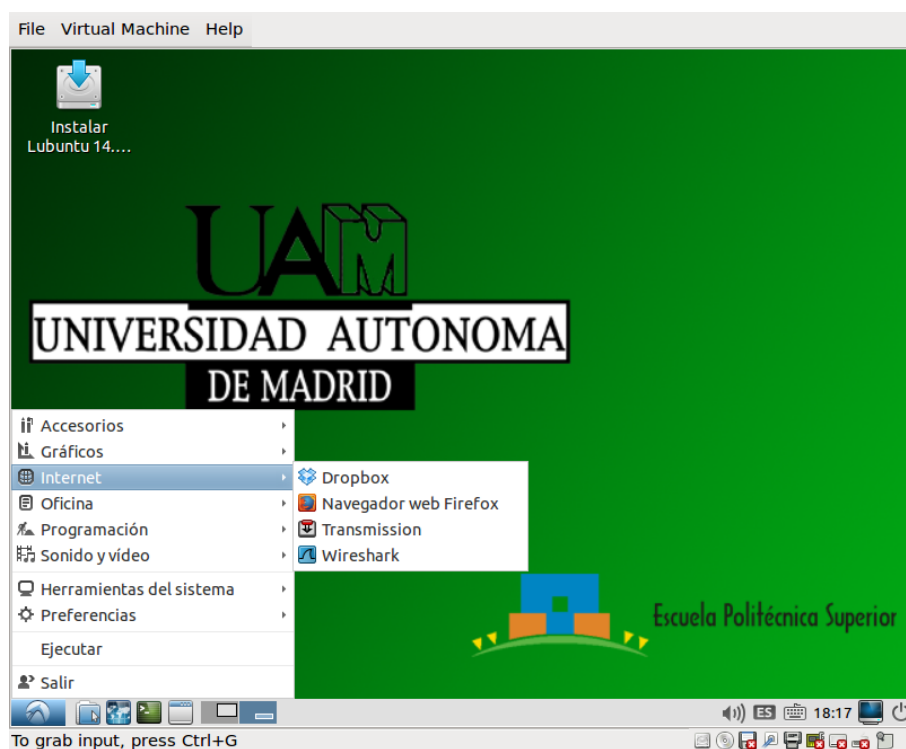 File Virtual Machine Help
Instalar
Lubuntu 14....
UAM
UNIVERSIDAD AUTONOMA
DE MADRID
Accesorios
Gráficos
Internet
Oficina
Programación
Sonido y vídeo
Herramientas del sistema
Preferencias
Ejecutar
Salir
Dropbox
Navegador web Firefox
Transmission
Wireshark
Escuela Politécnica Superior
ES 18:17
To grab input, press Ctrl+G